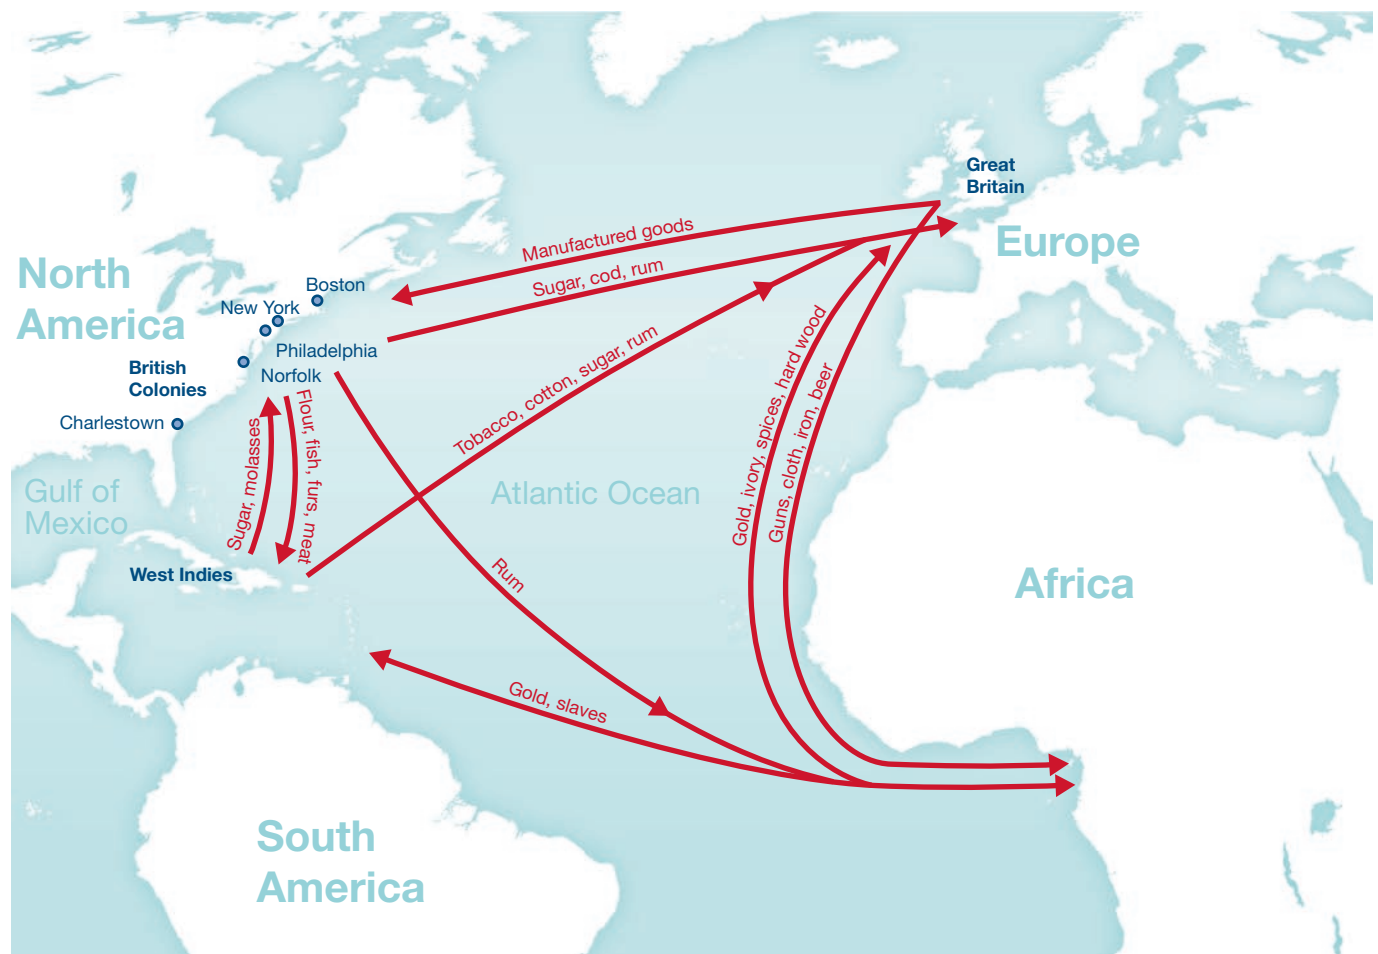 Great
Britain
Europe
Manufactured goods
Sugar, cod, rum
North
America
Boston
New York
Philadelphia
Norfolk
British
Colonies
Charlestown
Tobacco, cotton, sugar, rum
Gold, ivory, spices, hard wood
Guns, cloth, iron, beer
Sugar, molasses
Flour, fish, furs, meat
Gulf of
Mexico
Atlantic Ocean
West Indies
Rum
Africa
Gold, slaves
South
America